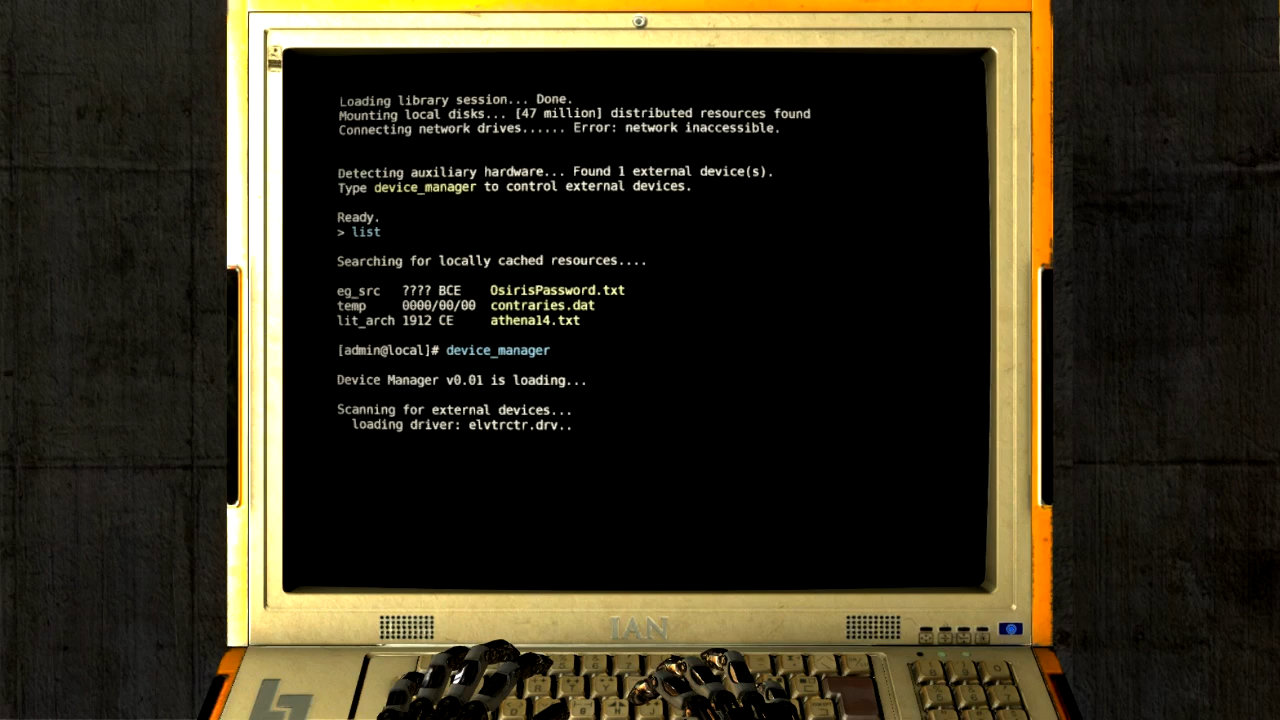 Loading library session... Done.
Mounting local disks... [47 million] distributed resources found
Connecting network drives...... Error: network inaccessible.
Detecting auxiliary hardware... Found 1 external device(s).
Type device_manager to control external devices.
Ready.
> list
Searching for locally cached resources....
eg_src ???? BCE OsirisPassword.txt
temp 0000/00/00 contraries.dat
lit_arch 1912 CE athena14.txt
[admin@local]# device_manager
Device Manager v0.01 is loading...
Scanning for external devices...
loading driver: elvtrctr.drv..
IAN